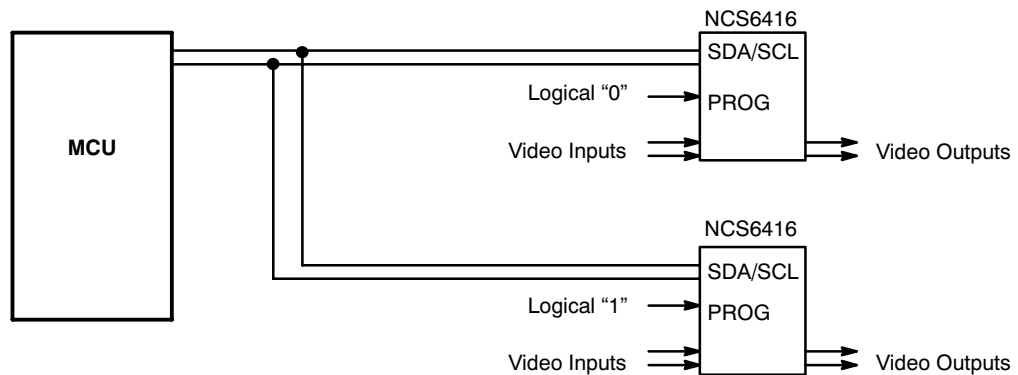 NCS6416
SDA/SCL
Logical “0”
PROG
MCU
Video Inputs
Video Outputs
NCS6416
SDA/SCL
Logical “1”
PROG
Video Inputs
Video Outputs